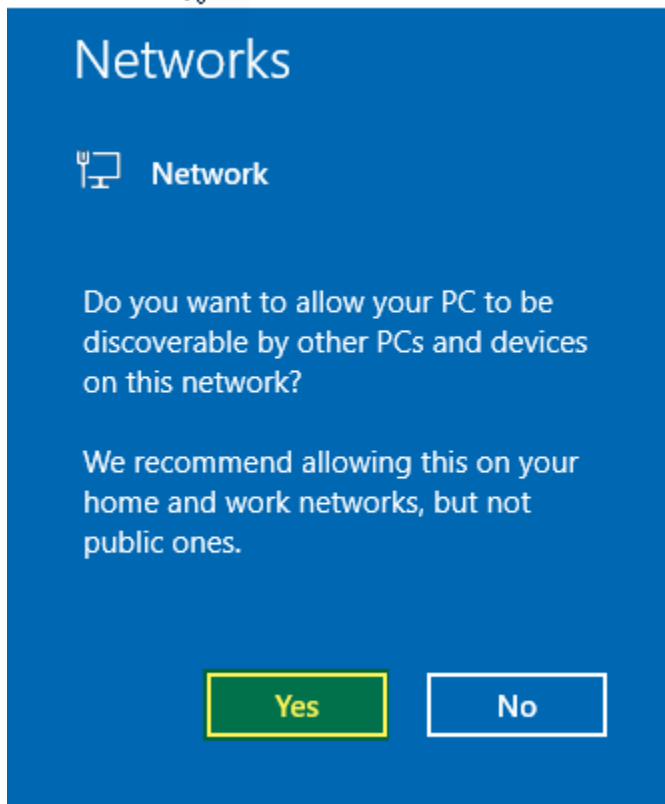 Networks
Network
Do you want to allow your PC to be
discoverable by other PCs and devices
on this network?
We recommend allowing this on your
home and work networks, but not
public ones.
Yes
No